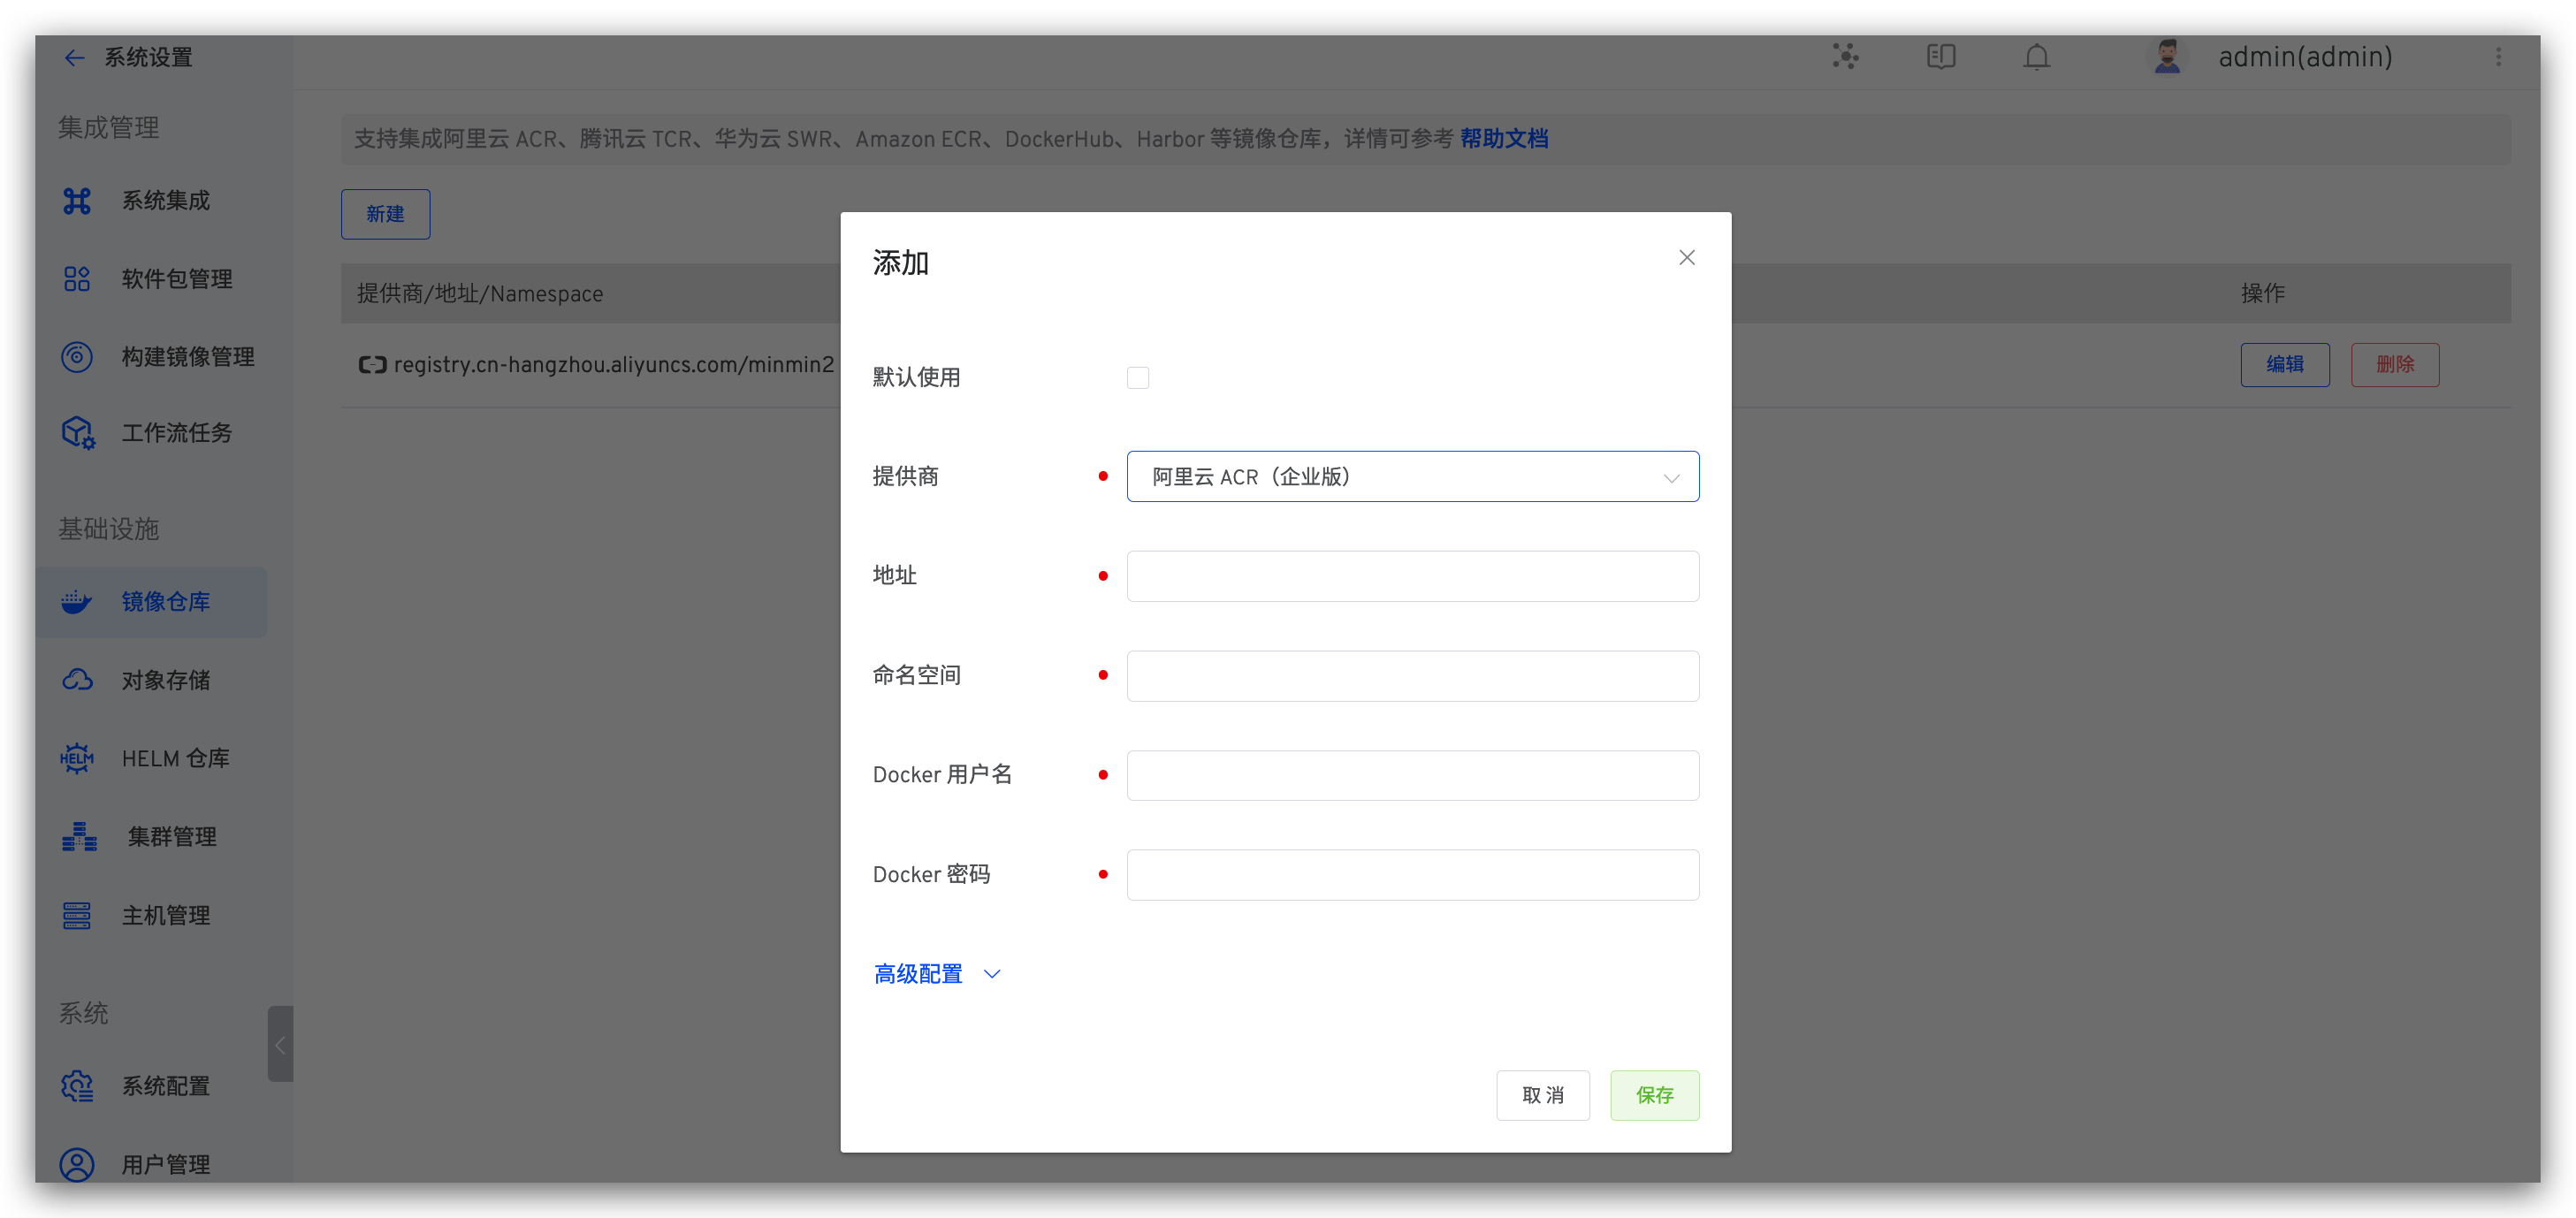 系统设置
admin(admin)
集成管理
系统集成
软件包管理
构建镜像管理
工作流任务
基础设施
镜像仓库
对象存储
HELM
HELM 仓库
集群管理
主机管理
系统
系统配置
用户管理
支持集成阿里云 ACR、腾讯云 TCR、华为云 SWR、Amazon ECR、DockerHub、Harbor 等镜像仓库，详情可参考 帮助文档
新建
提供商/地址/Namespace
操作
registry.cn-hangzhou.aliyuncs.com/minmin2
编辑
删除
添加
默认使用
提供商
阿里云 ACR（企业版）
地址
命名空间
Docker 用户名
Docker 密码
高级配置
取 消
保存